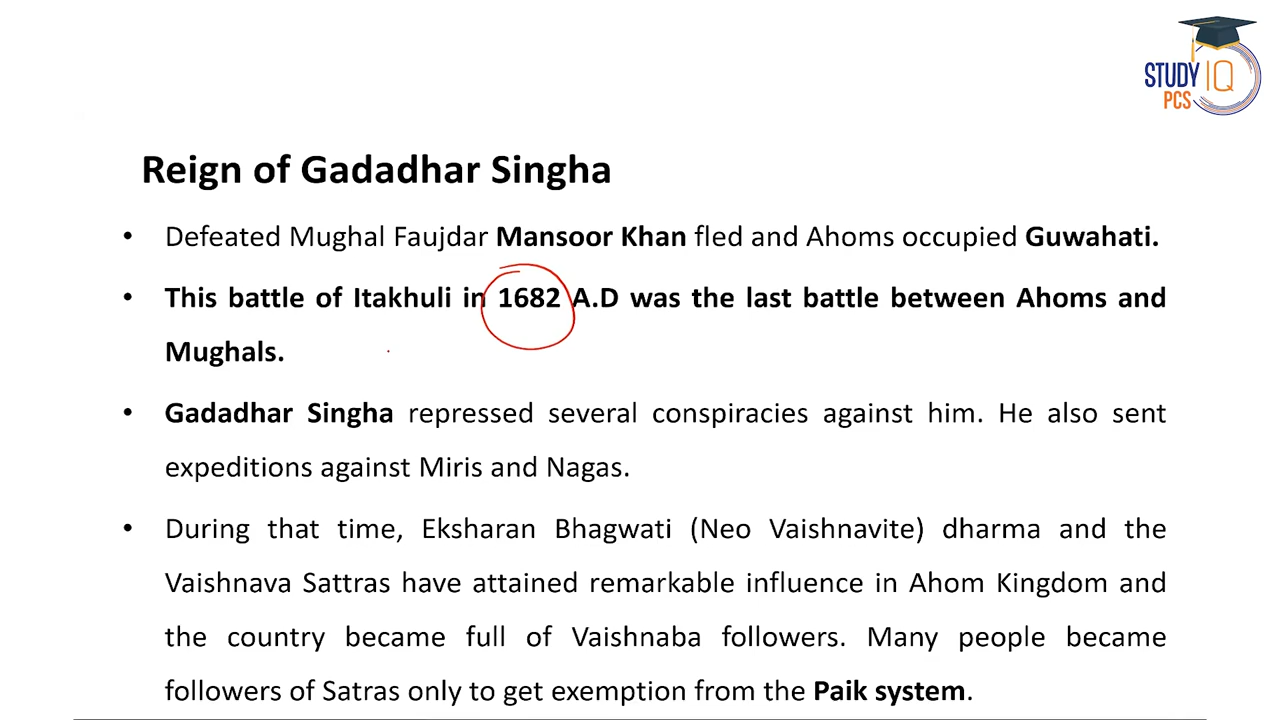 STUDY IQ
PCS
Reign of Gadadhar Singha
• Defeated Mughal Faujdar Mansoor Khan fled and Ahoms occupied Guwahati.
• This battle of Itakhuli in 1682 A.D was the last battle between Ahoms and
Mughals.
• Gadadhar Singha repressed several conspiracies against him. He also sent
expeditions against Miris and Nagas.
• During that time, Eksharan Bhagwati (Neo Vaishnavite) dharma and the
Vaishnava Sattras have attained remarkable influence in Ahom Kingdom and
the country became full of Vaishnaba followers. Many people became
followers of Satras only to get exemption from the Paik system.